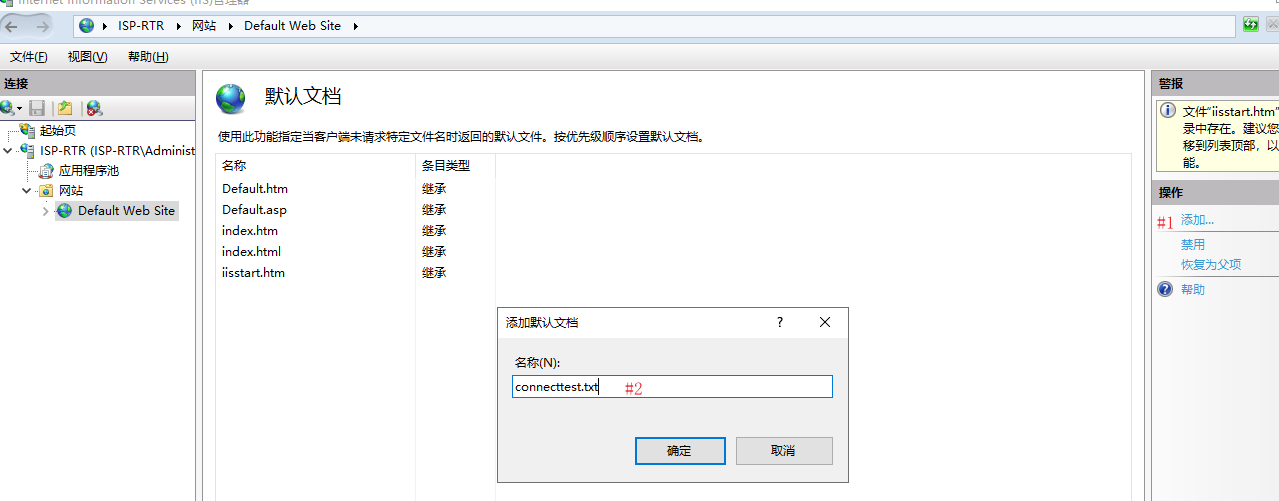 Internet Information Services (IIS)管理器
ISP-RTR
网站
Default Web Site
文件(F)
视图(V)
帮助(H)
连接
起始页
ISP-RTR (ISP-RTR\Administ
应用程序池
网站
Default Web Site
默认文档
使用此功能指定当客户端未请求特定文件名时返回的默认文件。按优先级顺序设置默认文档。
名称 条目类型
Default.htm 继承
Default.asp 继承
index.htm 继承
index.html 继承
iisstart.htm 继承
添加默认文档
?
名称(N):
connecttest.txt #2
确定 取消
警报
文件"iisstart.htm"
录中存在。建议您
移到列表顶部，以
能。
操作
#1 添加...
禁用
恢复为父项
帮助